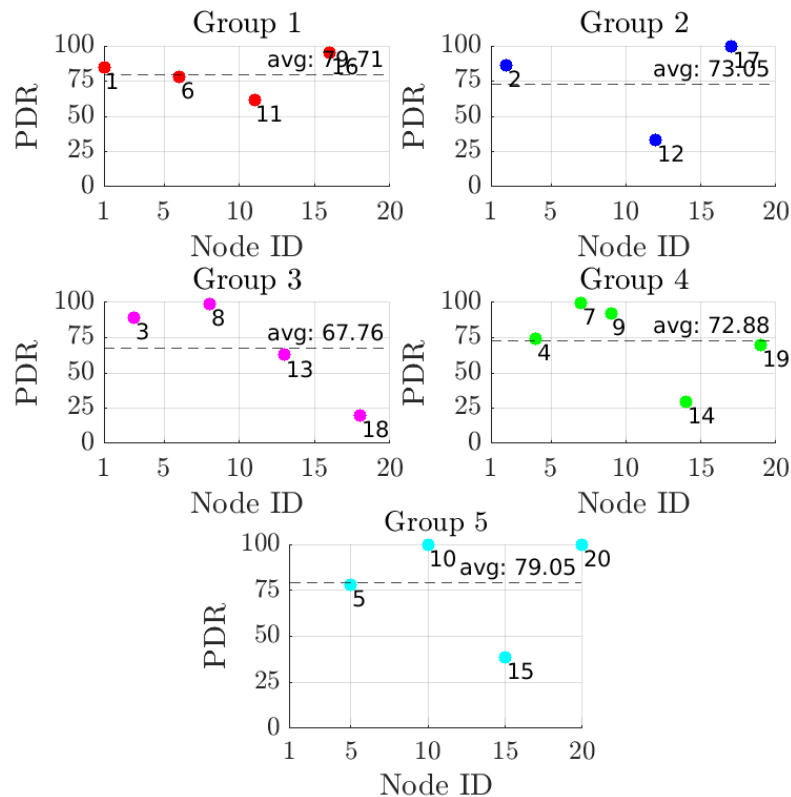 Group 1
PDR
100
75
50
25
0
avg: 79.71
1
6
11
16
1 5 10 15 20
Node ID
Group 2
PDR
100
75
50
25
0
avg: 73.05
2
12
17
1 5 10 15 20
Node ID
Group 3
PDR
100
75
50
25
0
avg: 67.76
3
8
13
18
1 5 10 15 20
Node ID
Group 4
PDR
100
75
50
25
0
avg: 72.88
4
7
9
14
19
1 5 10 15 20
Node ID
Group 5
PDR
100
75
50
25
0
avg: 79.05
5
10
15
20
1 5 10 15 20
Node ID